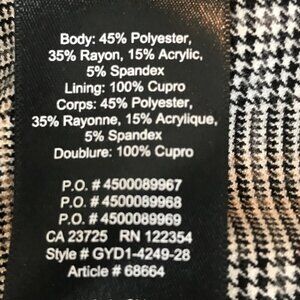 Body: 45% Polyester,
35% Rayon, 15% Acrylic,
5% Spandex
Lining: 100% Cupro
Corps: 45% Polyester,
35% Rayonne, 15% Acrylique,
5% Spandex
Doublure: 100% Cupro
P.O. # 4500089967
P.O. # 4500089968
P.O. # 4500089969
CA 23725 RN 122354
Style # GYD1-4249-28
Article # 68664